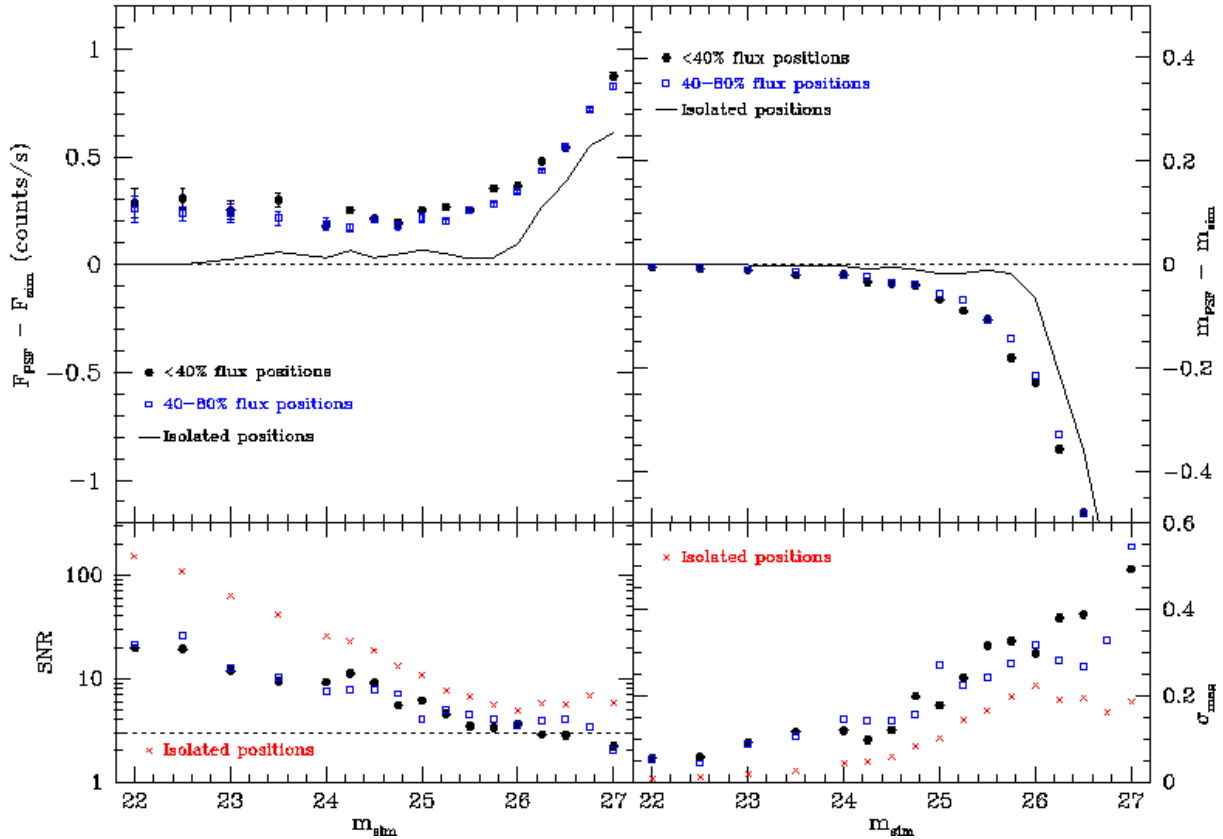 1
0.5
0
-0.5
-1
F_PSF − F_sim (counts/s)
<40% flux positions
40-80% flux positions
Isolated positions
<40% flux positions
40-80% flux positions
Isolated positions
0.4
0.2
0
-0.2
-0.4
m_PSF − m_sim
100
10
1
SNR
Isolated positions
22 23 24 25 26 27
m_sim
Isolated positions
0.6
0.4
0.2
0
σ_mag
22 23 24 25 26 27
m_sim